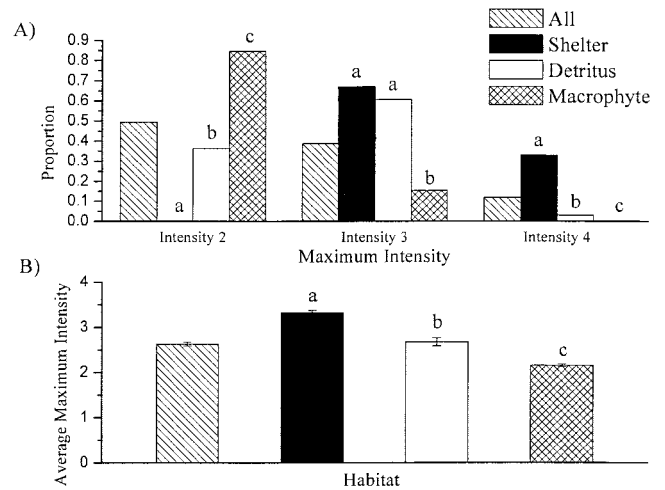 A)
All
Shelter
Detritus
Macrophyte
0.9
0.8
0.7
0.6
0.5
0.4
0.3
0.2
0.1
0.0
Proportion
a
b
c
a
a
b
a
b
c
Intensity 2 Intensity 3 Intensity 4
Maximum Intensity
B)
4
3
2
1
0
Average Maximum Intensity
a
b
c
Habitat